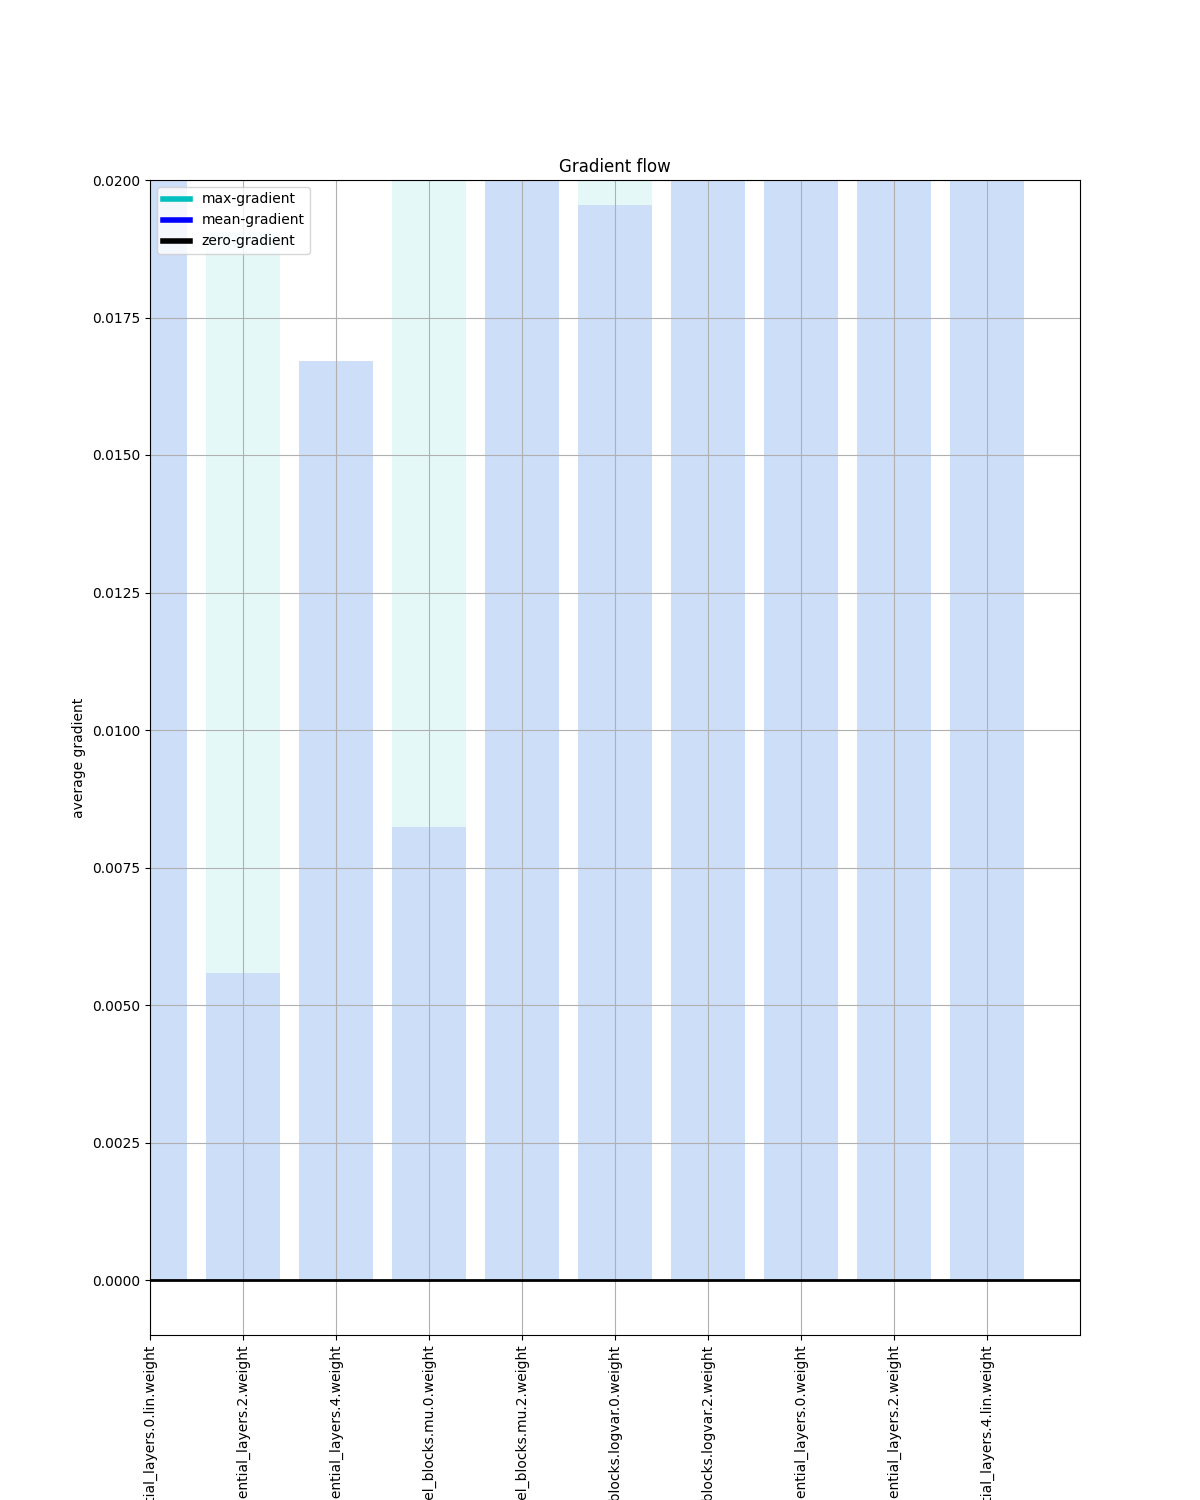 Gradient flow
max-gradient
mean-gradient
zero-gradient
0.0200
0.0175
0.0150
0.0125
0.0100
0.0075
0.0050
0.0025
0.0000
average gradient
tial_layers.0.lin.weight
ential_layers.2.weight
ential_layers.4.weight
el_blocks.mu.0.weight
el_blocks.mu.2.weight
blocks.logvar.0.weight
blocks.logvar.2.weight
ential_layers.0.weight
ential_layers.2.weight
tial_layers.4.lin.weight